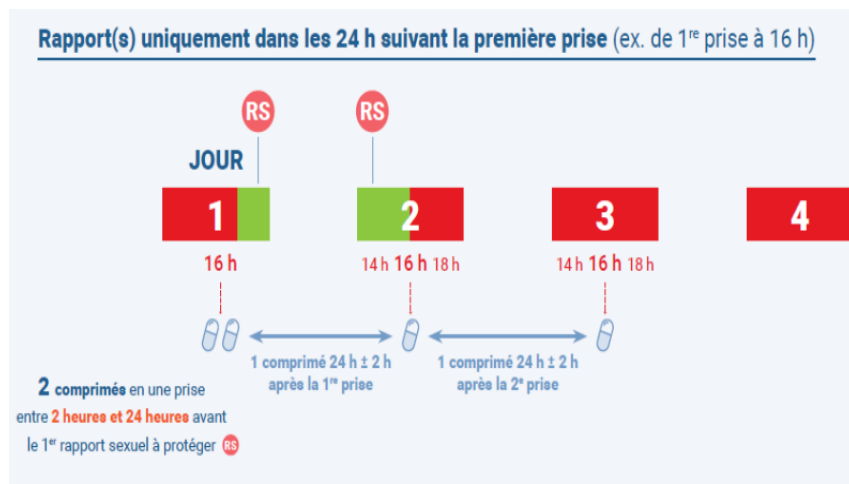 Rapport(s) uniquement dans les 24 h suivant la première prise (ex. de 1re prise à 16 h)
RS RS
JOUR
1 2 3 4
16 h 14 h 16 h 18 h 14 h 16 h 18 h
1 comprimé 24 h ± 2 h
après la 1re prise
1 comprimé 24 h ± 2 h
après la 2e prise
2 comprimés en une prise
entre 2 heures et 24 heures avant
le 1er rapport sexuel à protéger RS